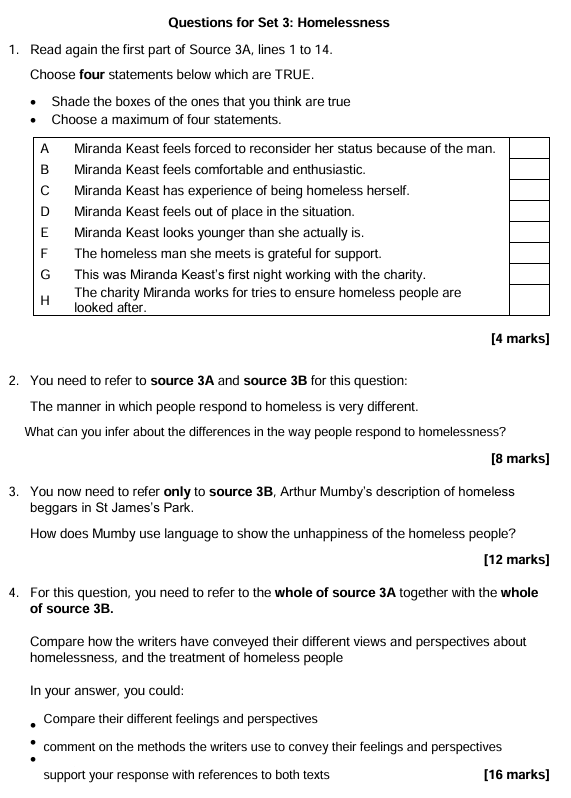 Questions for Set 3: Homelessness
1. Read again the first part of Source 3A, lines 1 to 14.
Choose four statements below which are TRUE.
• Shade the boxes of the ones that you think are true
• Choose a maximum of four statements.
A Miranda Keast feels forced to reconsider her status because of the man.
B Miranda Keast feels comfortable and enthusiastic.
C Miranda Keast has experience of being homeless herself.
D Miranda Keast feels out of place in the situation.
E Miranda Keast looks younger than she actually is.
F The homeless man she meets is grateful for support.
G This was Miranda Keast's first night working with the charity.
H The charity Miranda works for tries to ensure homeless people are
looked after.
[4 marks]
2. You need to refer to source 3A and source 3B for this question:
The manner in which people respond to homeless is very different.
What can you infer about the differences in the way people respond to homelessness?
[8 marks]
3. You now need to refer only to source 3B, Arthur Mumby's description of homeless
beggars in St James's Park.
How does Mumby use language to show the unhappiness of the homeless people?
[12 marks]
4. For this question, you need to refer to the whole of source 3A together with the whole
of source 3B.
Compare how the writers have conveyed their different views and perspectives about
homelessness, and the treatment of homeless people
In your answer, you could:
• Compare their different feelings and perspectives
• comment on the methods the writers use to convey their feelings and perspectives
• support your response with references to both texts [16 marks]